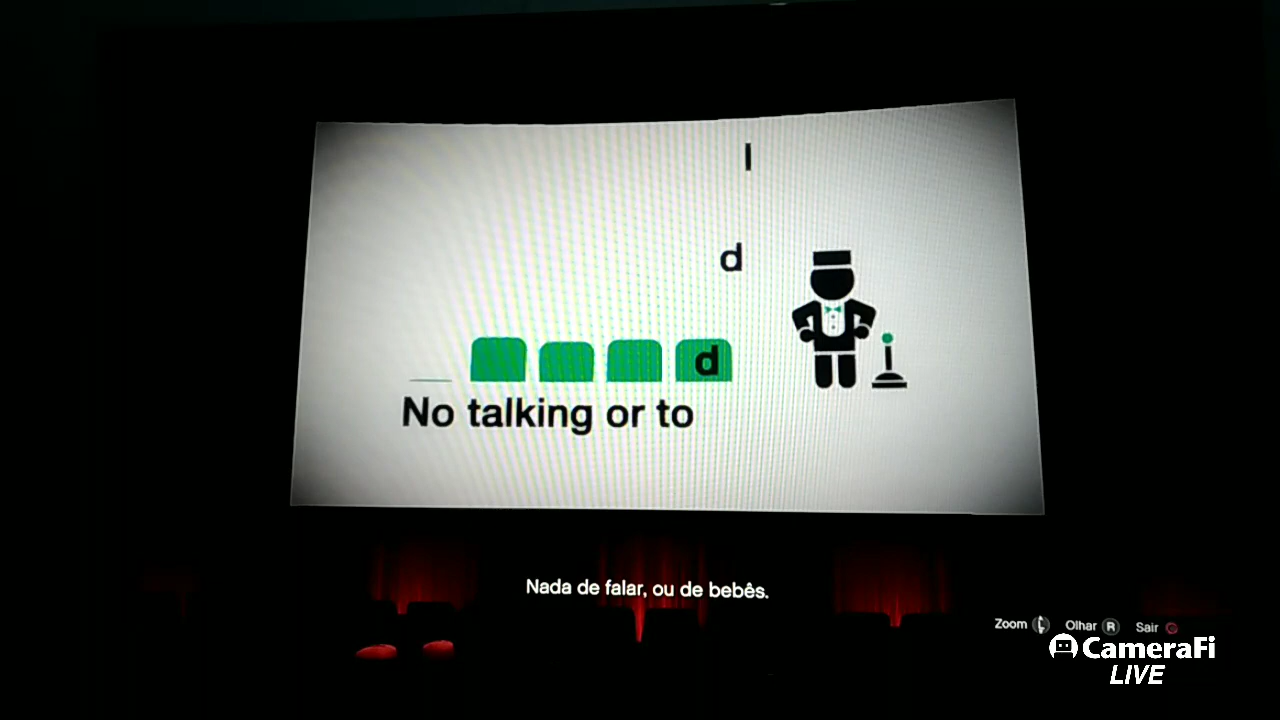 l
d
d
No talking or to
Nada de falar, ou de bebês.
Zoom L Olhar R Sair
CameraFi
LIVE